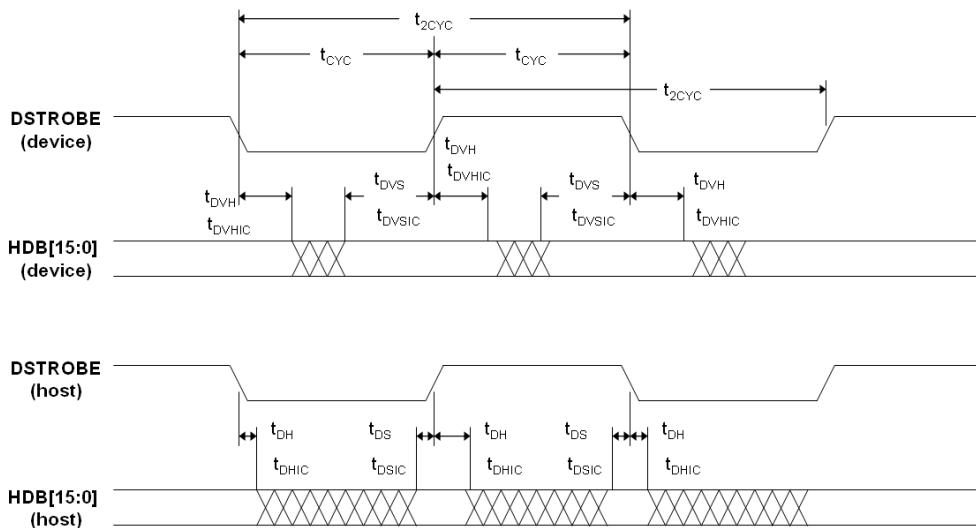 t2CYC
tCYC tCYC
t2CYC
DSTROBE
(device)
tDVH
tDVHIC
tDVH tDVS tDVS tDVH
tDVHIC tDVSIC tDVSIC tDVHIC
HDB[15:0]
(device)
DSTROBE
(host)
tDH tDS tDH tDS tDH
tDHIC tDSIC tDHIC tDSIC tDHIC
HDB[15:0]
(host)